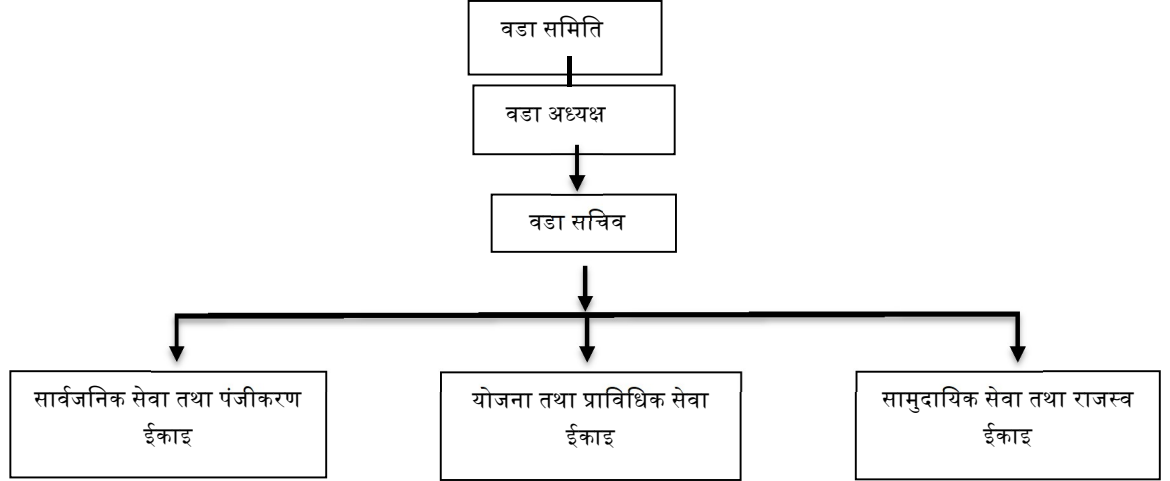 वडा समिति
वडा अध्यक्ष
वडा सचिव
सार्वजनिक सेवा तथा पंजीकरण
ईकाइ
योजना तथा प्राविधिक सेवा
ईकाइ
सामुदायिक सेवा तथा राजस्व
ईकाइ